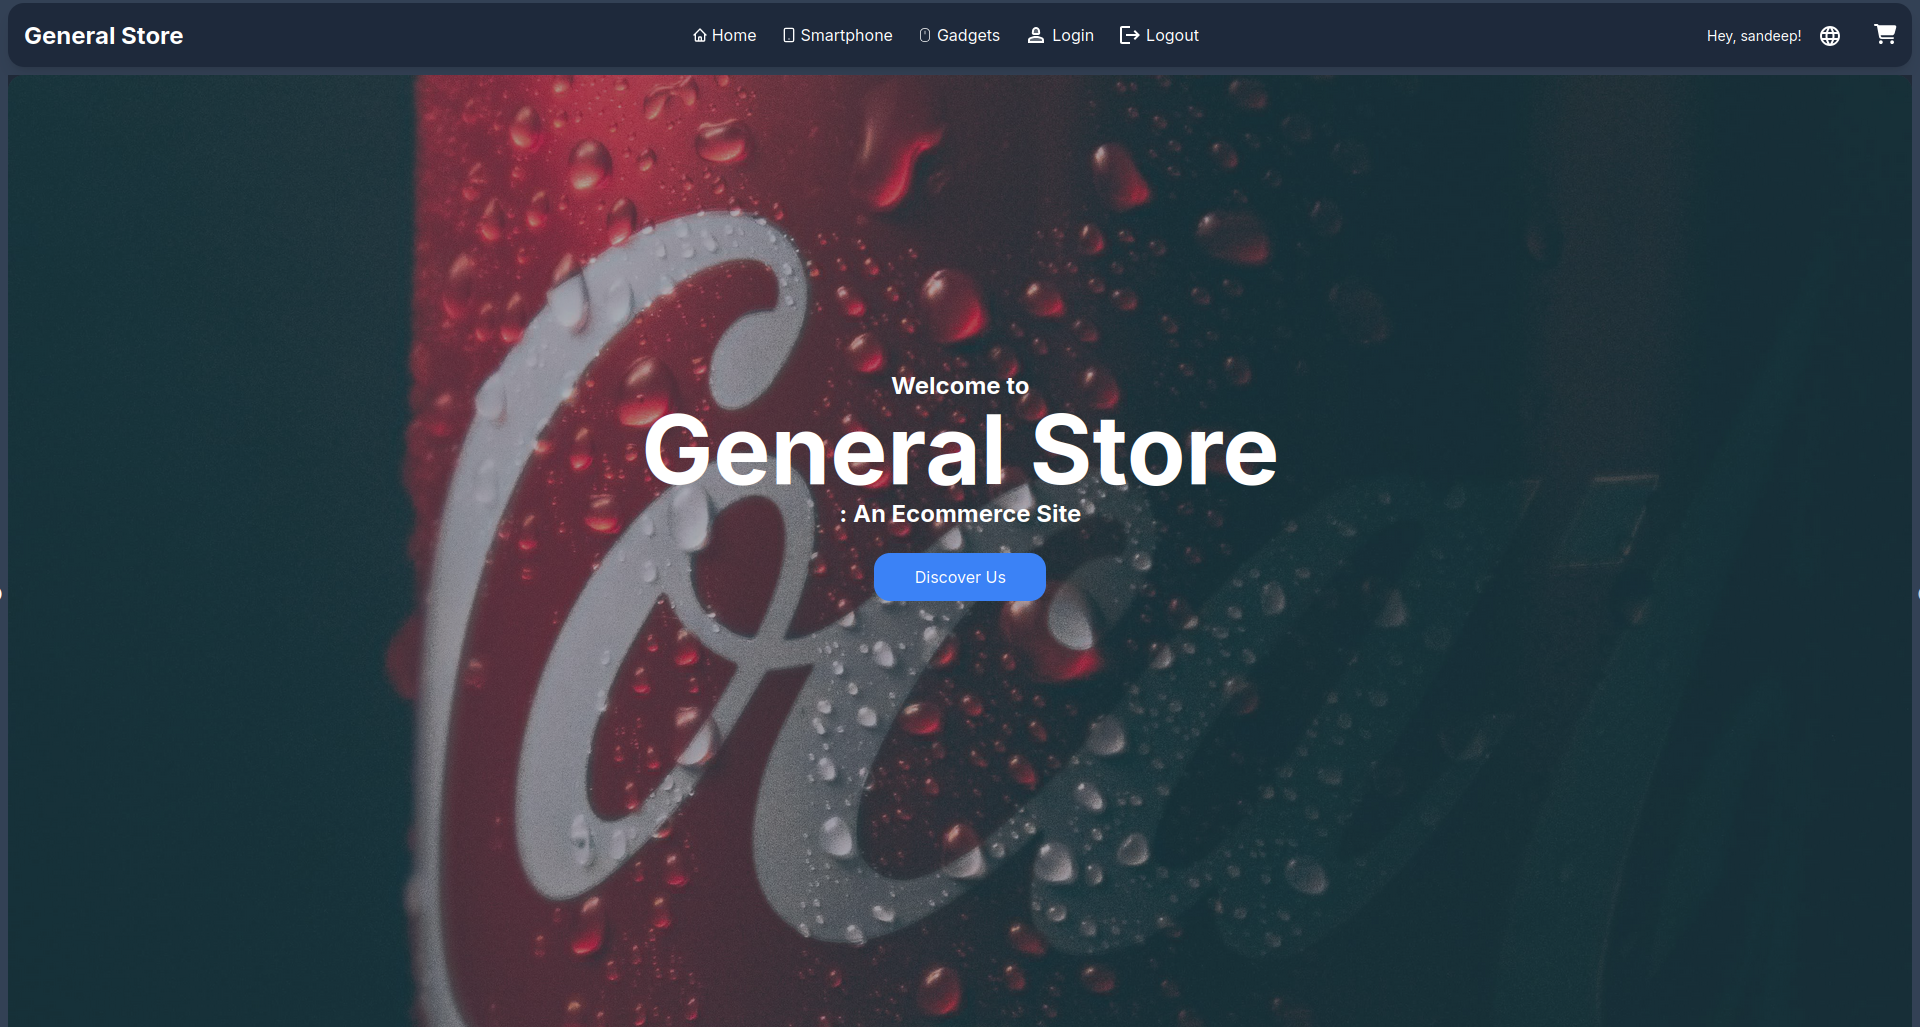 General Store
Home Smartphone Gadgets Login Logout
Hey, sandeep!
Welcome to
General Store
: An Ecommerce Site
Discover Us